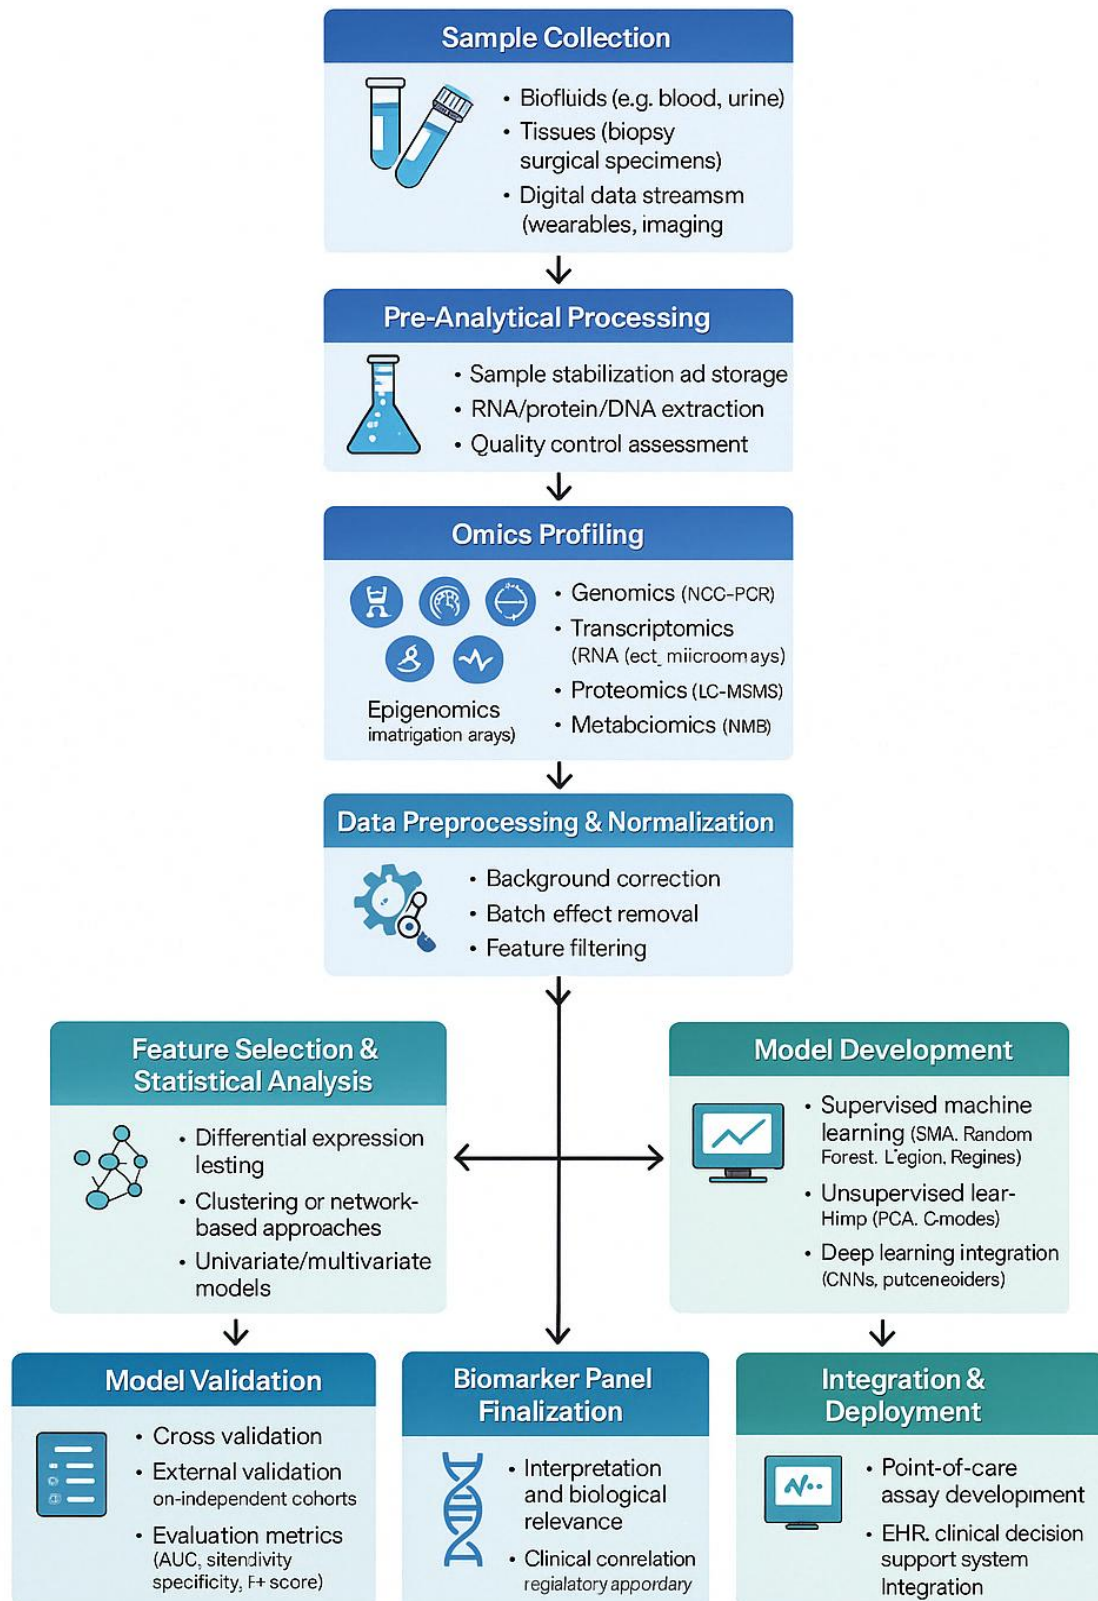 Sample Collection
• Biofluids (e.g. blood, urine)
• Tissues (biopsy
surgical specimens)
• Digital data streamsm
(wearables, imaging
Pre-Analytical Processing
• Sample stabilization ad storage
• RNA/protein/DNA extraction
• Quality control assessment
Omics Profiling
• Genomics (NCC-PCR)
• Transcriptomics
(RNA (ect, miicroom ays)
• Proteomics (LC-MSMS)
• Metabciomics (NMB)
Epigenomics
imatrigation arays)
Data Preprocessing & Normalization
• Background correction
• Batch effect removal
• Feature filtering
Feature Selection &
Statistical Analysis
• Differential expression
lesting
• Clustering or network-
based approaches
• Univariate/multivariate
models
Model Development
• Supervised machine
learning (SMA. Random
Forest. L'egion, Regines)
• Unsupervised lear-
Himp (PCA. C-modes)
• Deep learning integration
(CNNs, putceneoiders)
Model Validation
• Cross validation
• External validation
on-independent cohorts
• Evaluation metrics
(AUC, sitendivity
specificity, F+ score)
Biomarker Panel
Finalization
• Interpretation
and biological
relevance
• Clinical conrelation
regialatory appordary
Integration &
Deployment
• Point-of-care
assay development
• EHR. clinical decision
support system
Integration